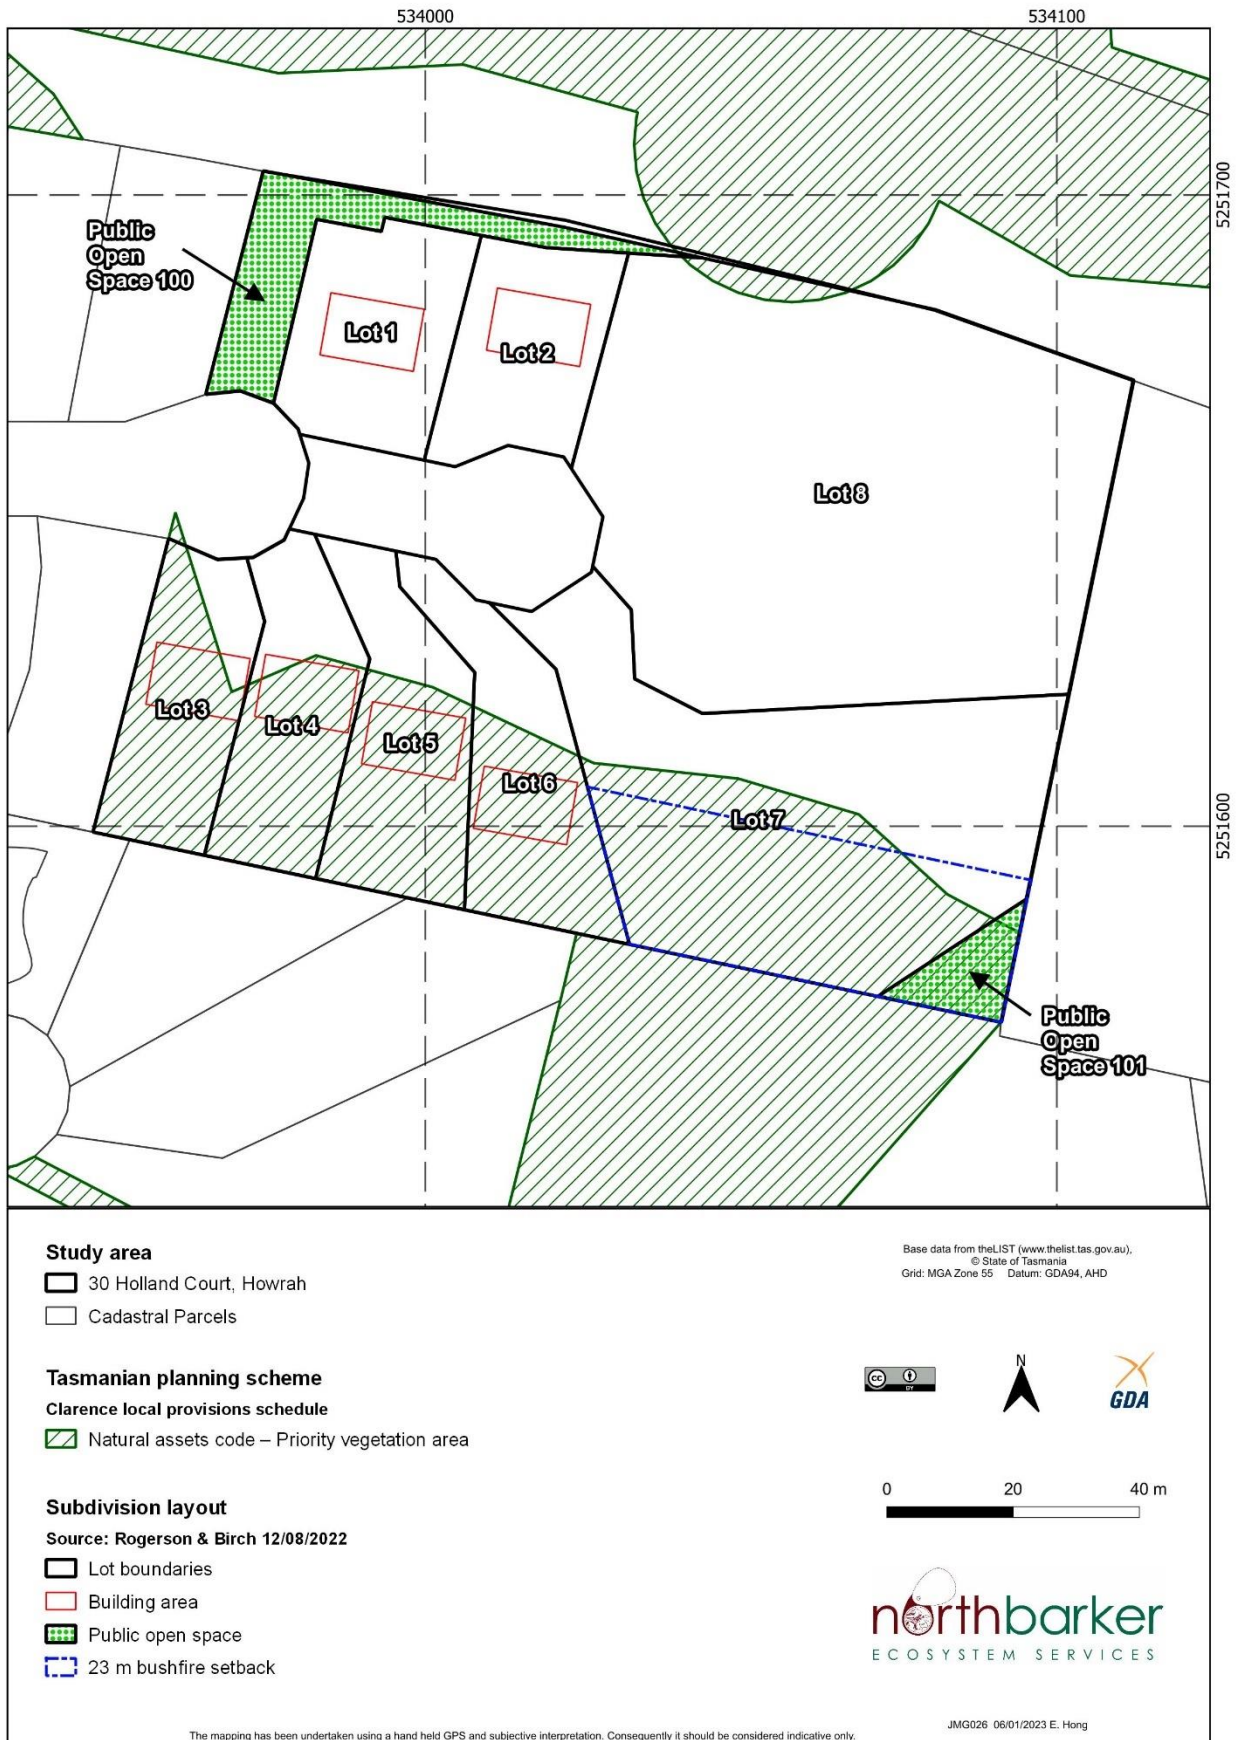 534000
534100
5251700
Public
Open
Space 100
Lot 1
Lot 2
Lot 8
Lot 3
Lot 4
Lot 5
Lot 6
Lot 7
5251600
Public
Open
Space 101
Study area
30 Holland Court, Howrah
Cadastral Parcels
Tasmanian planning scheme
Clarence local provisions schedule
Natural assets code – Priority vegetation area
Subdivision layout
Source: Rogerson & Birch 12/08/2022
Lot boundaries
Building area
Public open space
23 m bushfire setback
Base data from theLIST (www.thelist.tas.gov.au),
© State of Tasmania
Grid: MGA Zone 55 Datum: GDA94, AHD
cc
BY
N
GDA
0 20 40 m
northbarker
ECOSYSTEM SERVICES
JMG026 06/01/2023 E. Hong
The mapping has been undertaken using a hand held GPS and subjective interpretation. Consequently it should be considered indicative only.